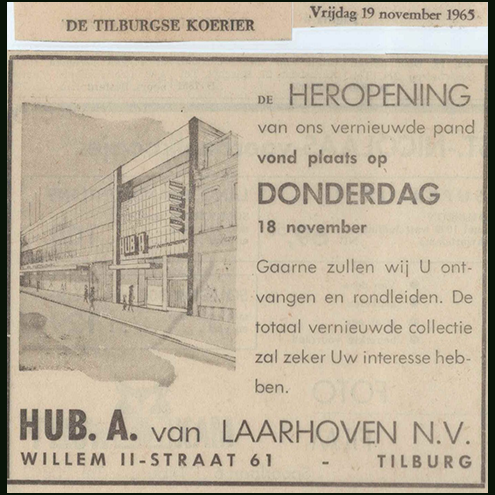 DE TILBURGSE KOERIER
Vrijdag 19 november 1965
DE HEROPENING
van ons vernieuwde pand
vond plaats op
DONDERDAG
18 november
Gaarne zullen wij U ont-
vangen en rondleiden. De
totaal vernieuwde collectie
zal zeker Uw interesse heb-
ben.
HUB. A.
HUB. A. van LAARHOVEN N.V.
WILLEM II-STRAAT 61 - TILBURG